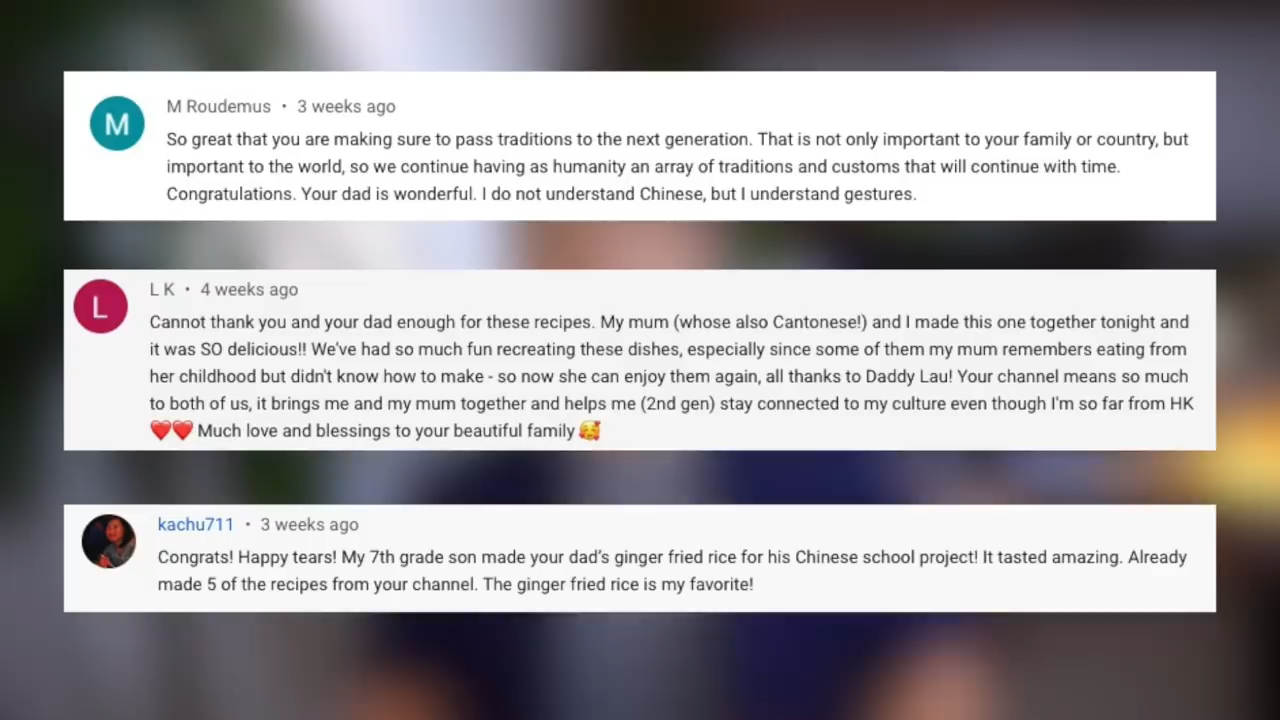 M
M Roudemus • 3 weeks ago
So great that you are making sure to pass traditions to the next generation. That is not only important to your family or country, but
important to the world, so we continue having as humanity an array of traditions and customs that will continue with time.
Congratulations. Your dad is wonderful. I do not understand Chinese, but I understand gestures.
L
L K • 4 weeks ago
Cannot thank you and your dad enough for these recipes. My mum (whose also Cantonese!) and I made this one together tonight and
it was SO delicious!! We've had so much fun recreating these dishes, especially since some of them my mum remembers eating from
her childhood but didn't know how to make - so now she can enjoy them again, all thanks to Daddy Lau! Your channel means so much
to both of us, it brings me and my mum together and helps me (2nd gen) stay connected to my culture even though I'm so far from HK
❤️❤️ Much love and blessings to your beautiful family 🥰
kachu711 • 3 weeks ago
Congrats! Happy tears! My 7th grade son made your dad's ginger fried rice for his Chinese school project! It tasted amazing. Already
made 5 of the recipes from your channel. The ginger fried rice is my favorite!